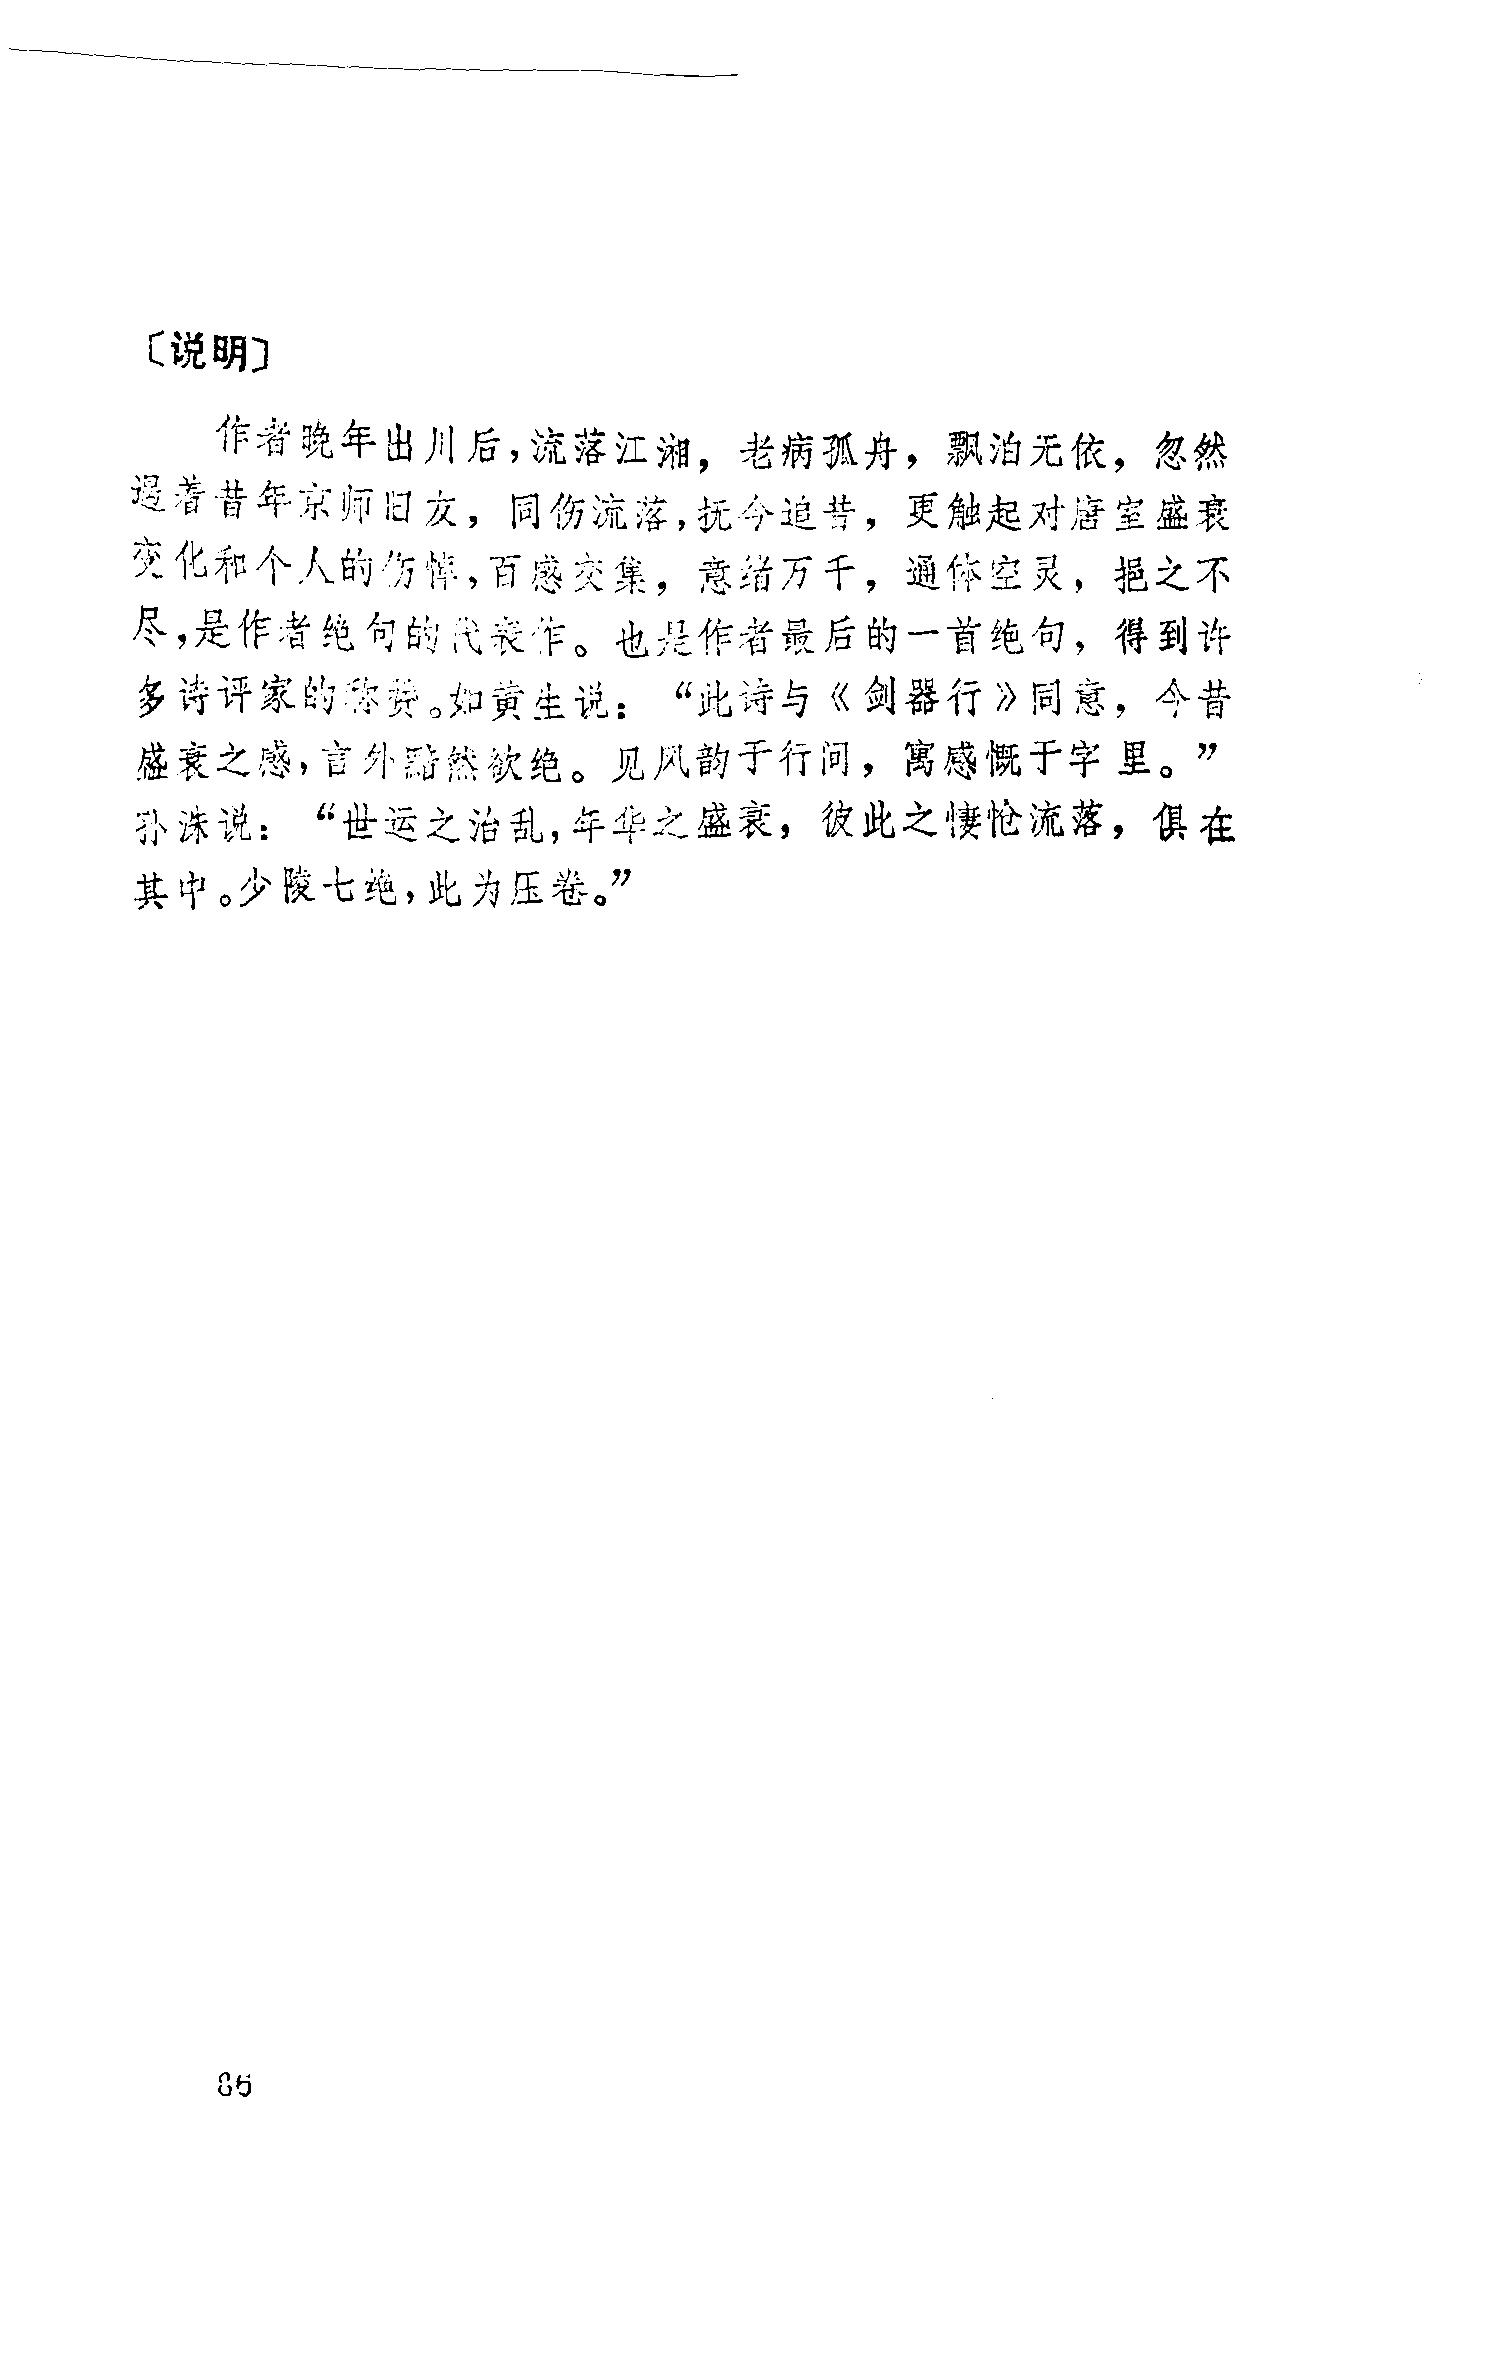 〔说明〕
作者晚年出川后，流落江湘，老病孤舟，飘泊无依，忽然
遇着昔年京师旧友，同伤流落，抚今追昔，更触起对唐室盛衰
变化和个人的伤悼，百感交集，意绪万千，通体空灵，挹之不
尽，是作者绝句的代表作。也是作者最后的一首绝句，得到许
多诗评家的称赞。如黄生说：“此诗与《剑器行》同意，今昔
盛衰之感，言外黯然欲绝。见风韵于行间，寓感慨于字里。”
孙洙说：“世运之治乱，年华之盛衰，彼此之悽怆流落，俱在
其中。少陵七绝，此为压卷。”